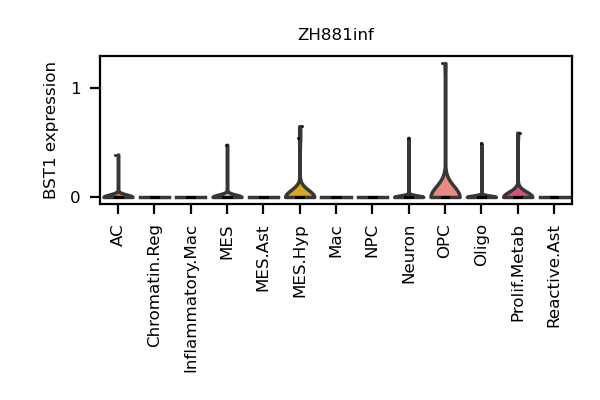 ZH881inf
BST1 expression
1
0
AC
Chromatin.Reg
Inflammatory.Mac
MES
MES.Ast
MES.Hyp
Mac
NPC
Neuron
OPC
Oligo
Prolif.Metab
Reactive.Ast